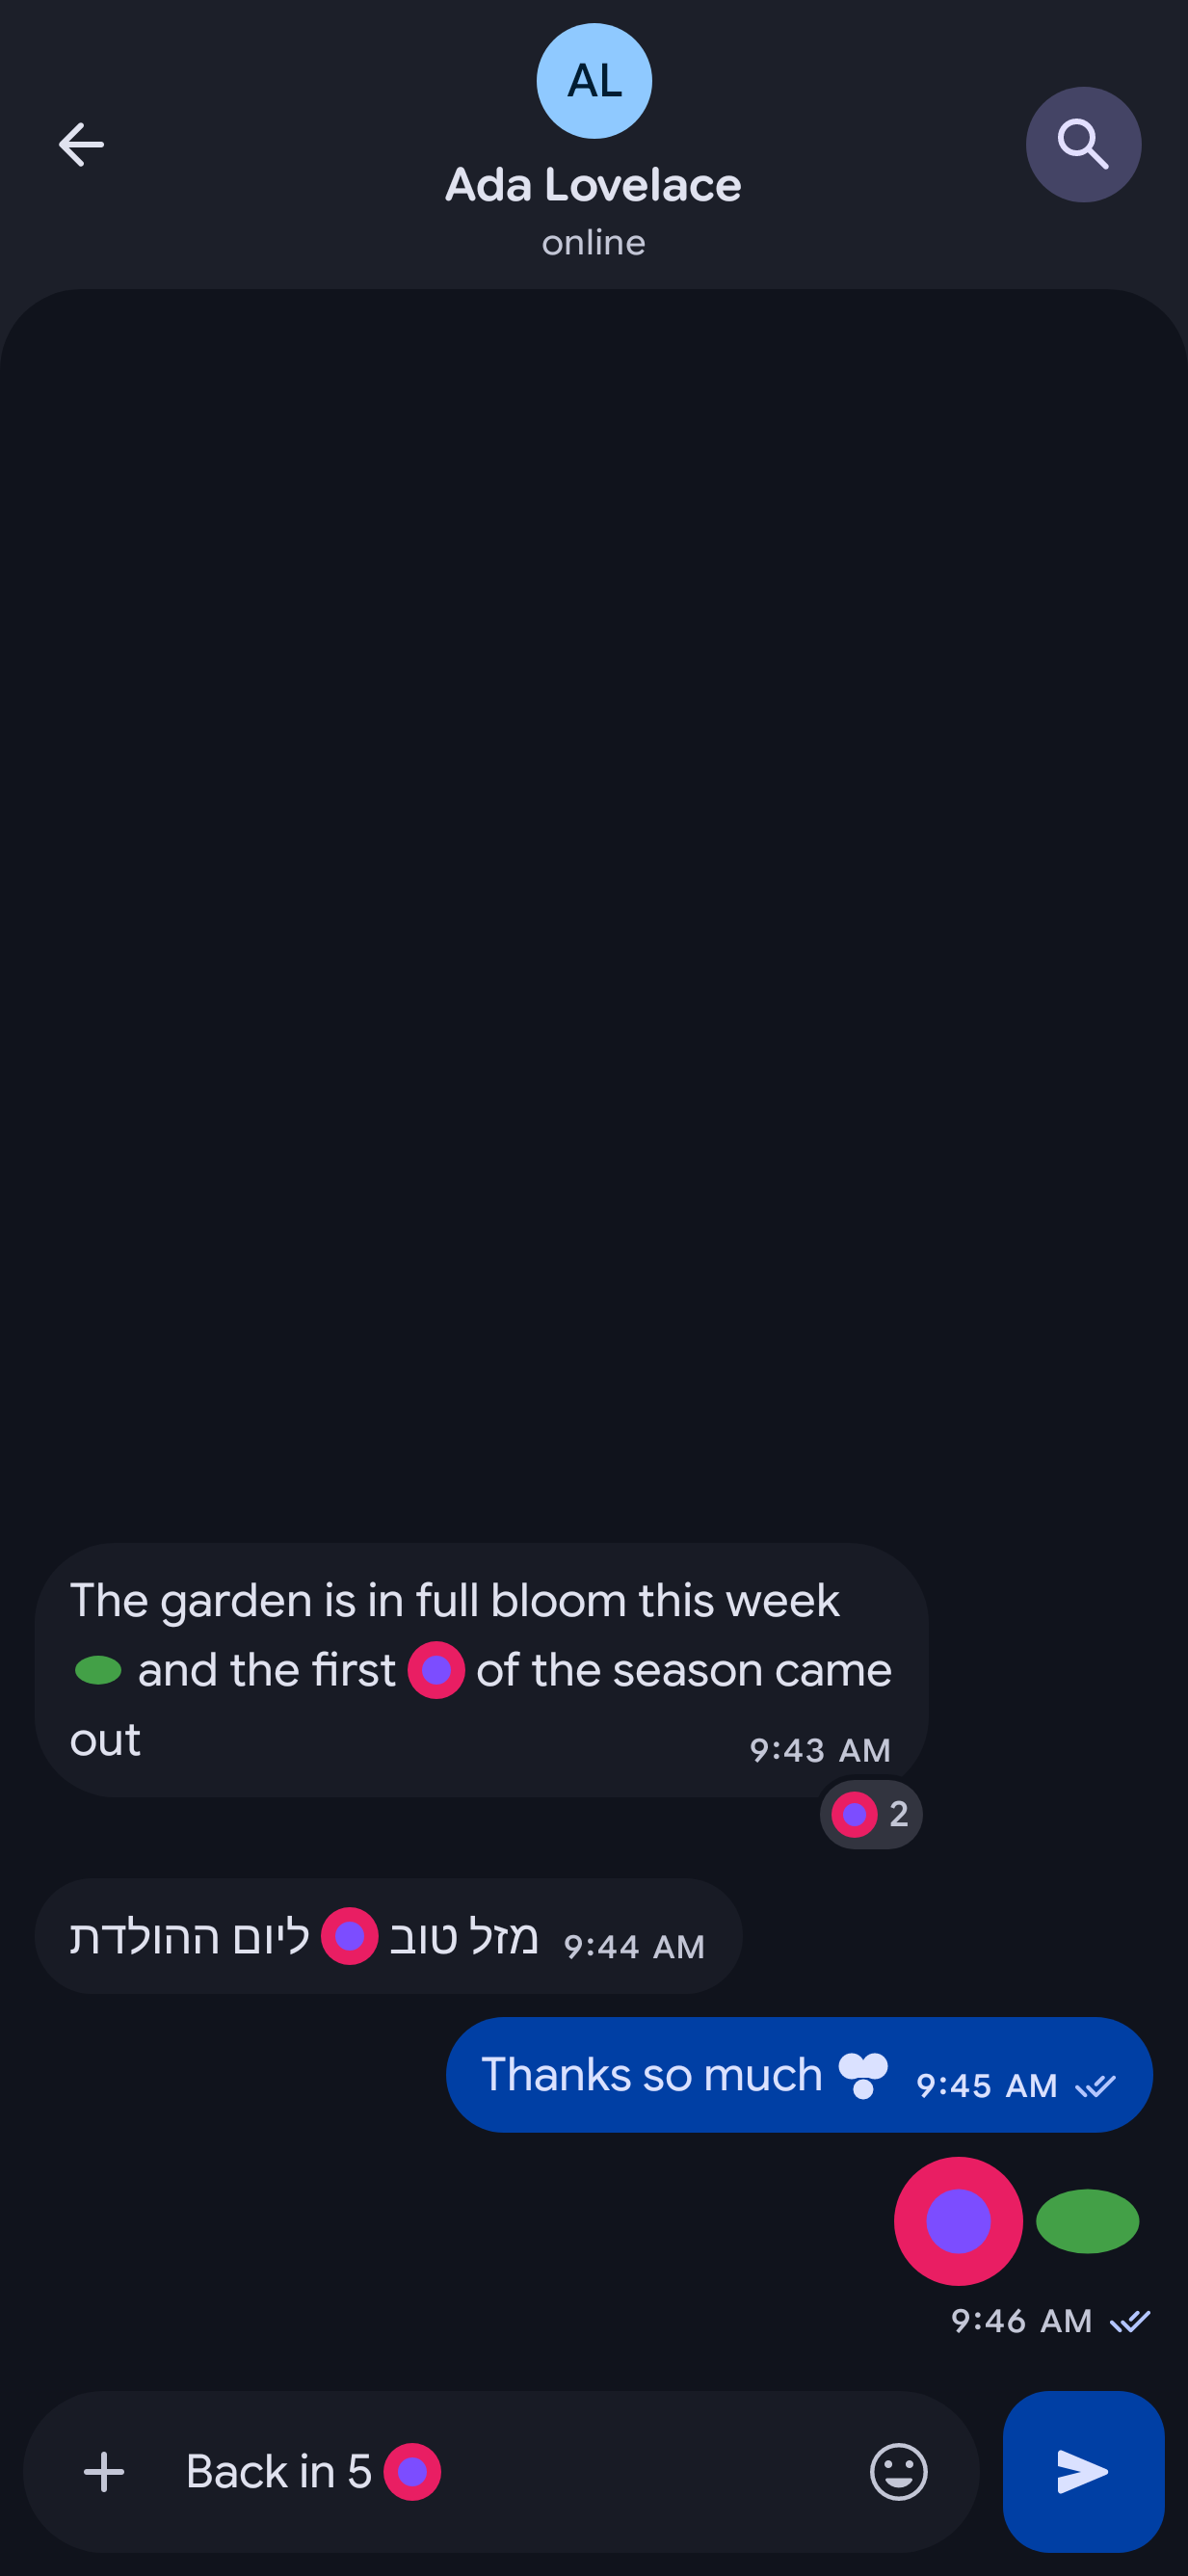 AL
Ada Lovelace
online
The garden is in full bloom this week
and the first of the season came
out
9:43 AM
2
מזל טוב ליום ההולדת
9:44 AM
Thanks so much
9:45 AM
9:46 AM
Back in 5